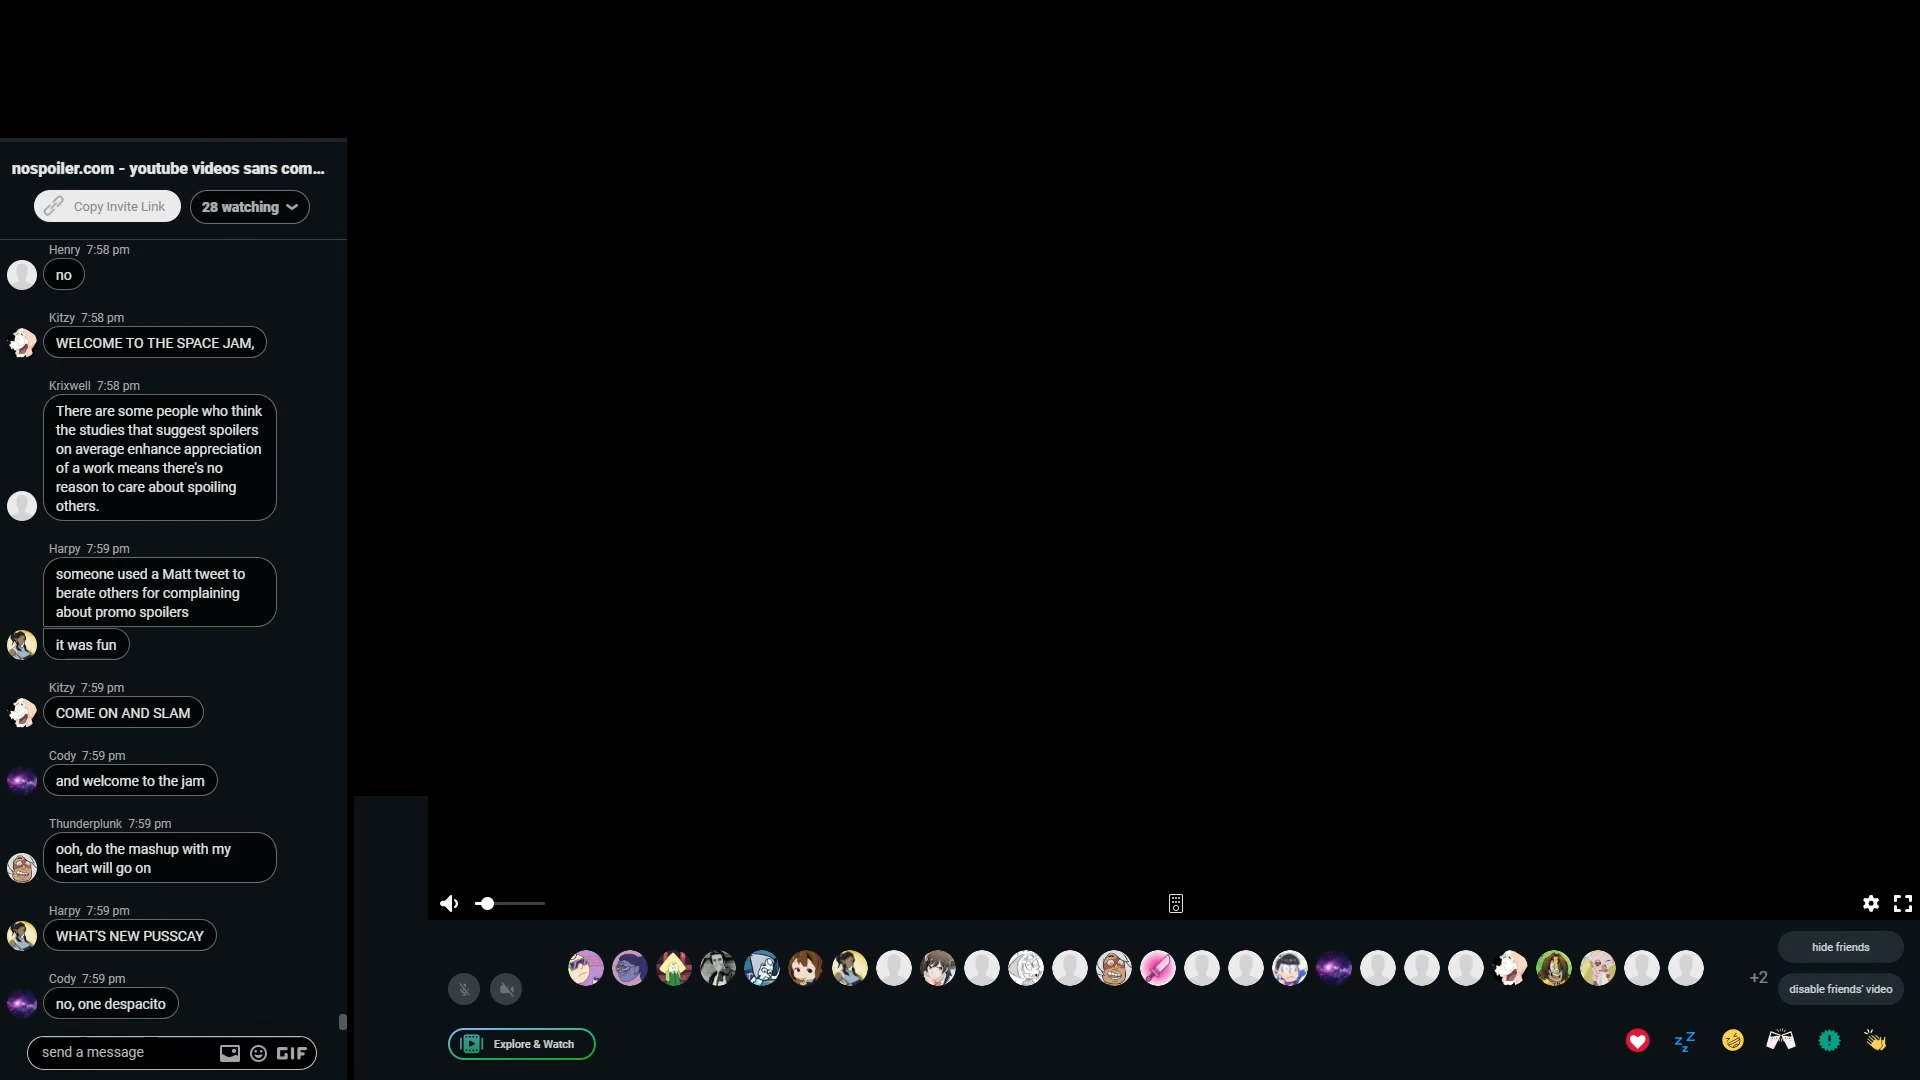 nospoiler.com - youtube videos sans com...
Copy Invite Link
28 watching
Henry 7:58 pm
no
Kitzy 7:58 pm
WELCOME TO THE SPACE JAM,
Krixwell 7:58 pm
There are some people who think
the studies that suggest spoilers
on average enhance appreciation
of a work means there's no
reason to care about spoiling
others.
Harpy 7:59 pm
someone used a Matt tweet to
berate others for complaining
about promo spoilers
it was fun
Kitzy 7:59 pm
COME ON AND SLAM
Cody 7:59 pm
and welcome to the jam
Thunderplunk 7:59 pm
ooh, do the mashup with my
heart will go on
Harpy 7:59 pm
WHAT'S NEW PUSSCAY
Cody 7:59 pm
no, one despacito
send a message
GIF
Explore & Watch
+2
hide friends
disable friends' video
z z Z